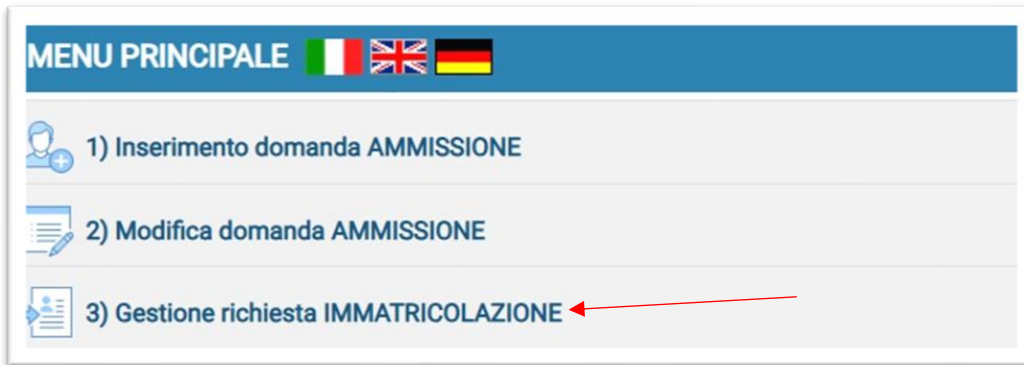 MENU PRINCIPALE
1) Inserimento domanda AMMISSIONE
2) Modifica domanda AMMISSIONE
3) Gestione richiesta IMMATRICOLAZIONE